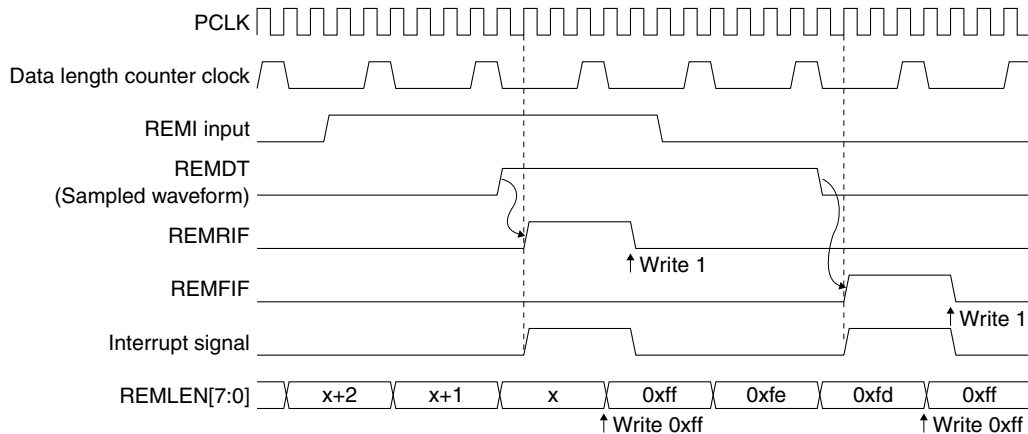 PCLK
Data length counter clock
REMI input
REMDT
(Sampled waveform)
REMRIF
↑ Write 1
REMFIF
↑ Write 1
Interrupt signal
REMLEN[7:0] x+2 x+1 x 0xff 0xfe 0xfd 0xff
↑ Write 0xff ↑ Write 0xff